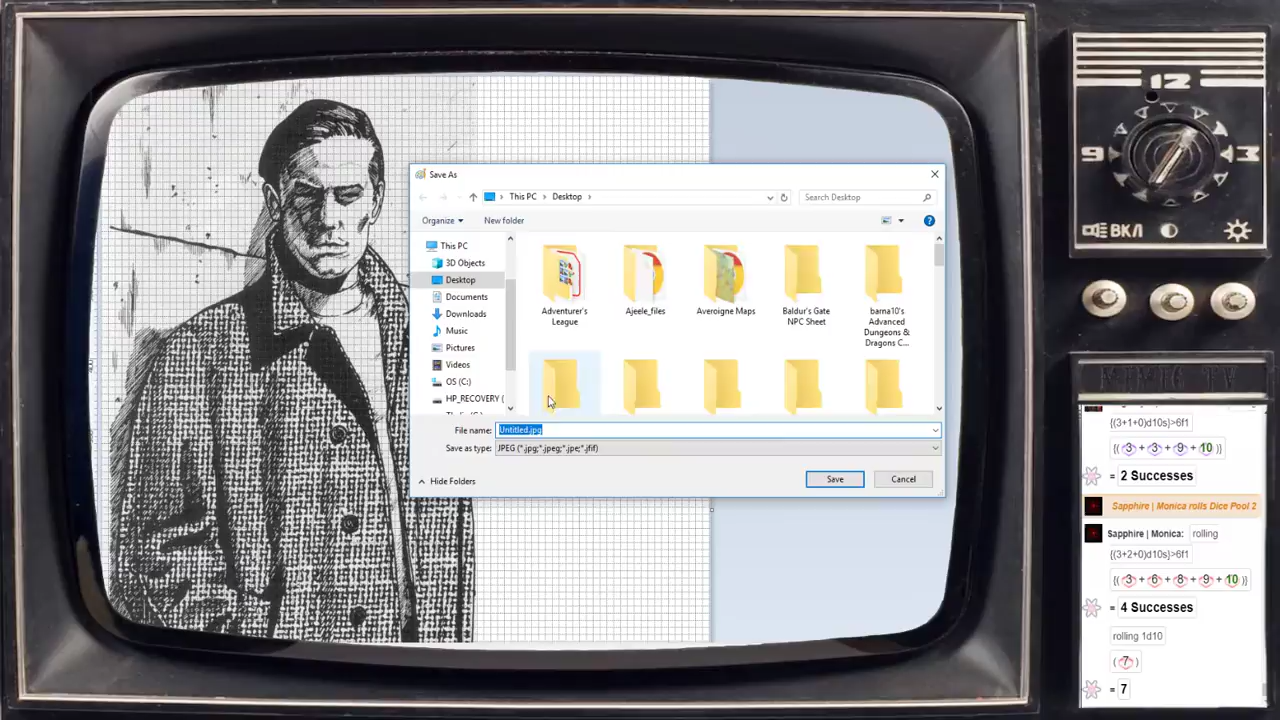 Save As
This PC
Desktop
Search Desktop
Organize
New folder
This PC
3D Objects
Desktop
Documents
Downloads
Music
Pictures
Videos
OS (C:)
HP_RECOVERY (
Adventurer's
League
Ajeele_files
Averoigne Maps
Baldur's Gate
NPC Sheet
barna10's
Advanced
Dungeons &
Dragons C...
File name:
Untitled.jpg
Save as type:
JPEG (*.jpg;*.jpeg;*.jpe;*.jfif)
Hide Folders
Save
Cancel
12
9
3
ВКЛ
{(3+1+0)d10s}>6f1
{( 3 + 3 + 9 + 10 )}
= 2 Successes
Sapphire | Monica rolls Dice Pool 2
Sapphire | Monica: rolling
{(3+2+0)d10s}>6f1
{( 3 + 6 + 8 + 9 + 10 )}
= 4 Successes
rolling 1d10
( 7 )
= 7